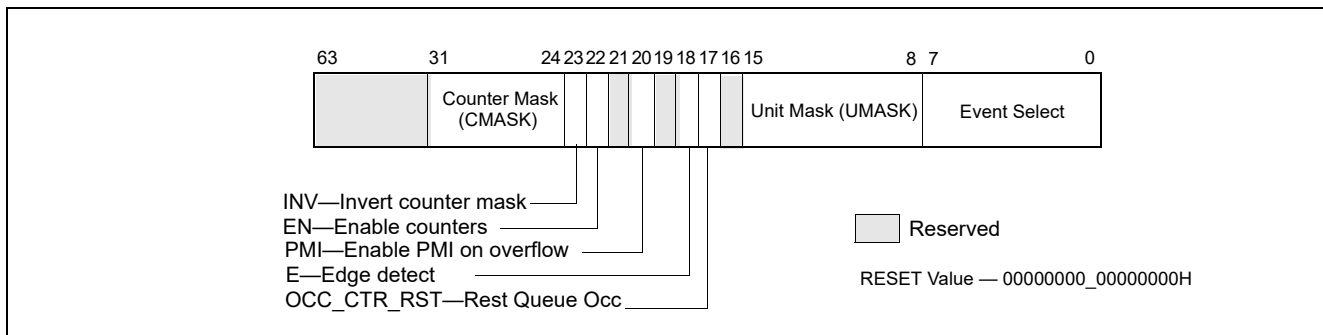 63 31 24 23 22 21 20 19 18 17 16 15 8 7 0
Counter Mask
(CMASK)
Unit Mask (UMASK)
Event Select
INV—Invert counter mask
EN—Enable counters
PMI—Enable PMI on overflow
E—Edge detect
OCC_CTR_RST—Rest Queue Occ
Reserved
RESET Value — 00000000_00000000H